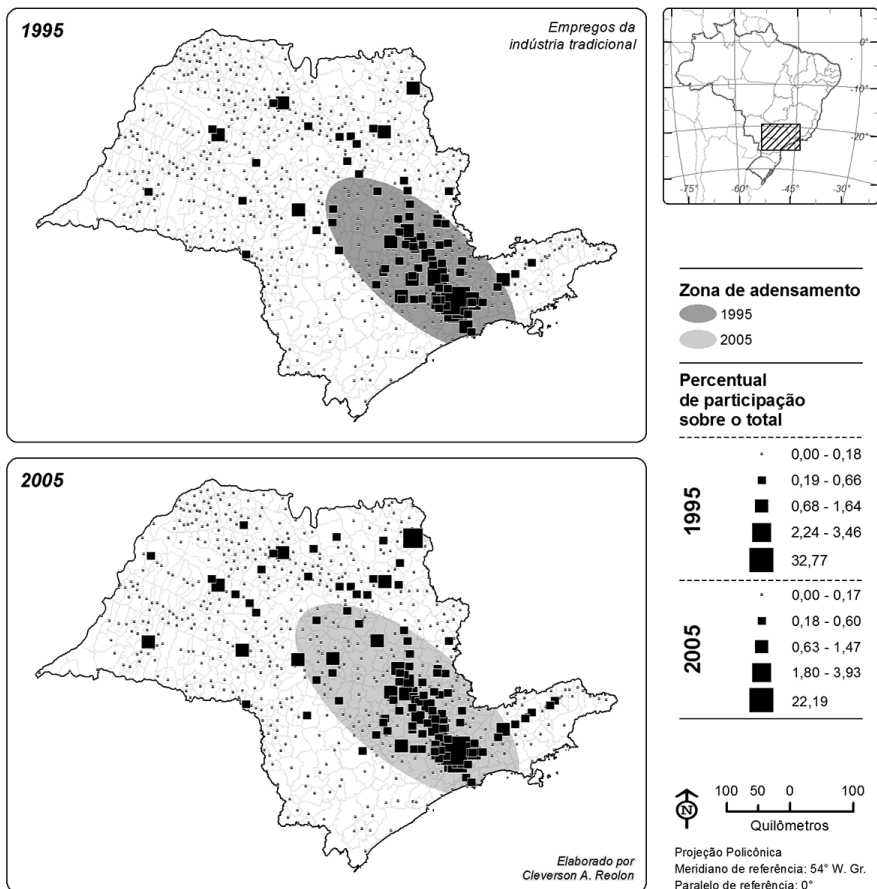 1995
Empregos da
indústria tradicional
0°
-10°
-20°
-75°
-60°
-45°
-30°
Zona de adensamento
1995
2005
Percentual
de participação
sobre o total
1995
0,00 - 0,18
0,19 - 0,66
0,68 - 1,64
2,24 - 3,46
32,77
2005
0,00 - 0,17
0,18 - 0,60
0,63 - 1,47
1,80 - 3,93
22,19
2005
Elaborado por
Cleverson A. Reolon
N
100 50 0 100
Quilômetros
Projeção Policônica
Meridiano de referência: 54° W. Gr.
Paralelo de referência: 0°